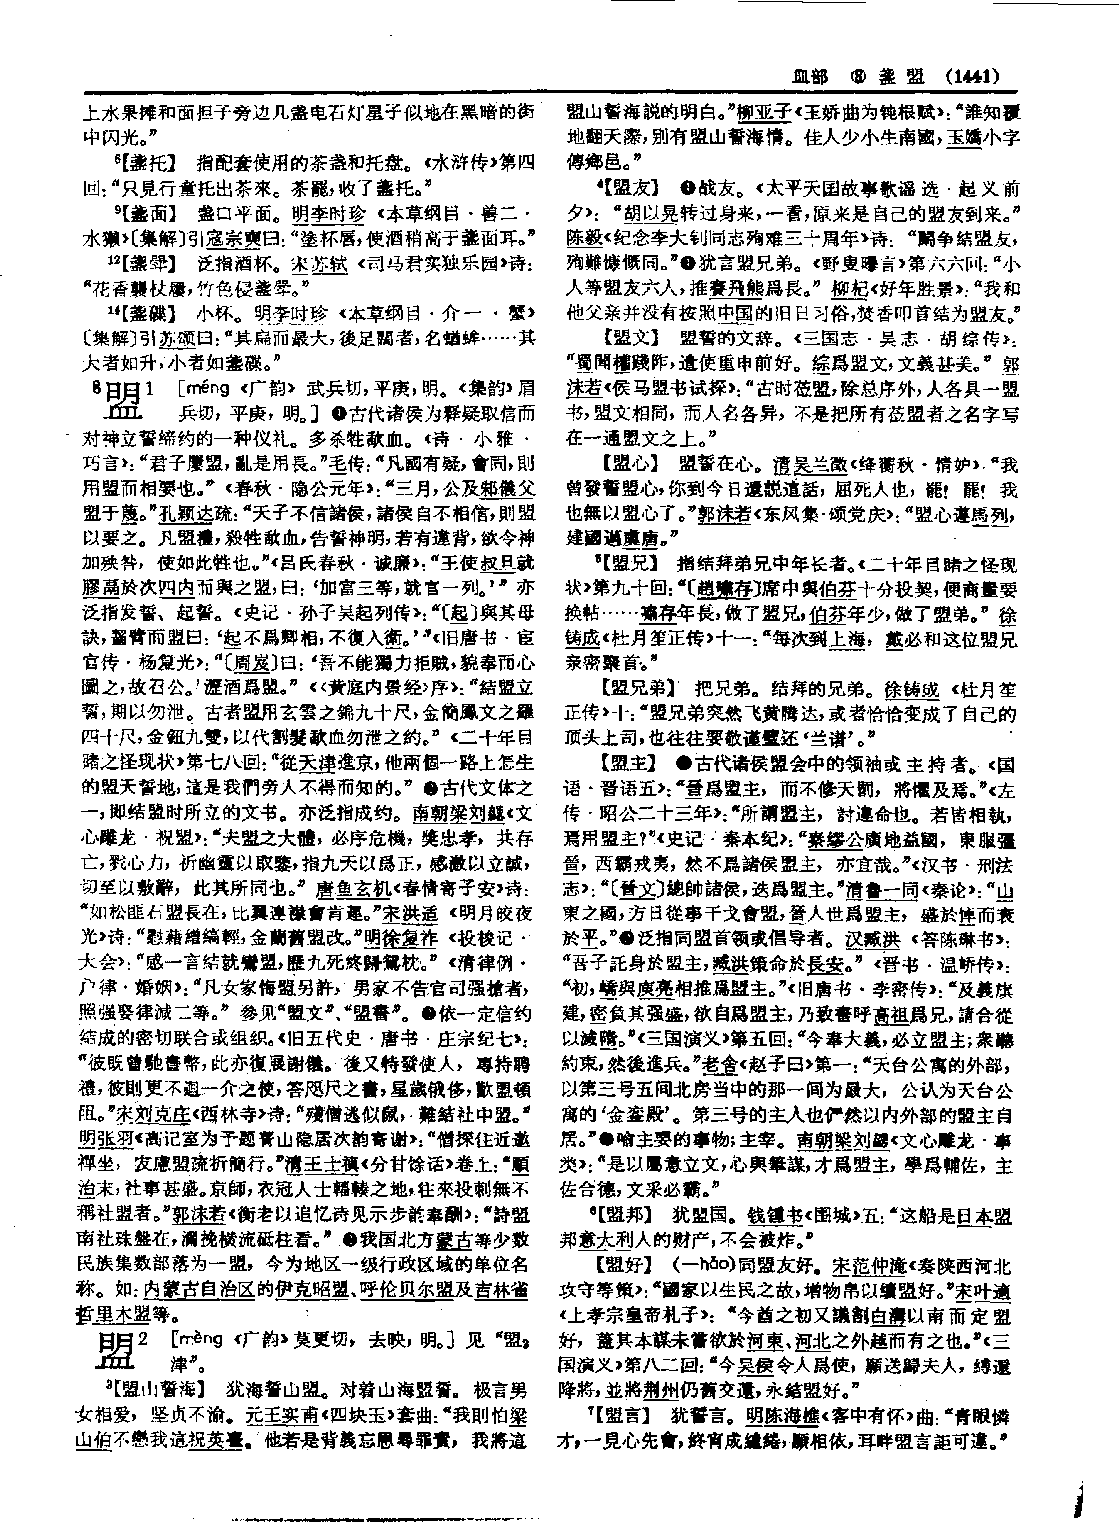 皿部 ⑧ 盞 盟 (1441)
上水果摊和面担子旁边几盏电石灯星子似地在黑暗的街
中闪光。”
⁶【盞托】 指配套使用的茶盏和托盘。《水浒传》第四
回：“只見行童托出茶來。茶罷，收了盞托。”
⁹【盞面】 盏口平面。明李时珍《本草纲目·兽二·
水獺》〔集解〕引寇宗奭曰：“塗杯唇，使酒稍高于盞面耳。”
¹²【盞斝】 泛指酒杯。宋苏轼《司马君实独乐园》诗：
“花香襲杖屨，竹色侵盞斝。”
¹⁴【盞碟】 小杯。明李时珍《本草纲目·介一·蟹》
〔集解〕引苏颂曰：“其扁而最大，後足闊者，名蝤蛑……其
大者如升，小者如盞碟。”
⁸盟1 ［méng《广韵》武兵切，平庚，明。《集韵》眉
兵切，平庚，明。］❶古代诸侯为释疑取信而
对神立誓缔约的一种仪礼。多杀牲歃血。《诗·小雅·
巧言》：“君子屢盟，亂是用長。”毛传：“凡國有疑，會同，則
用盟而相要也。”《春秋·隐公元年》：“三月，公及邾儀父
盟于蔑。”孔颖达疏：“天子不信諸侯，諸侯自不相信，則盟
以要之。凡盟禮，殺牲歃血，告誓神明，若有違背，欲令神
加殃咎，使如此牲也。”《吕氏春秋·诚廉》：“王使叔旦就
膠鬲於次四内而與之盟，曰：‘加富三等，就官一列。’”亦
泛指发誓、起誓。《史记·孙子吴起列传》：“〔起〕與其母
訣，齧臂而盟曰：‘起不爲卿相，不復入衛。’”《旧唐书·宦
官传·杨复光》：“〔周岌〕曰：‘吾不能獨力拒賊，貌奉而心
圖之，故召公。’瀝酒爲盟。”《〈黄庭内景经〉序》：“結盟立
誓，期以勿泄。古者盟用玄雲之錦九十尺，金簡鳳文之羅
四十尺，金鈕九雙，以代割髮歃血勿泄之約。”《二十年目
睹之怪现状》第七八回：“從天津進京，他兩個一路上怎生
的盟天誓地，這是我們旁人不得而知的。”❷古代文体之
一，即结盟时所立的文书。亦泛指成约。南朝梁刘勰《文
心雕龙·祝盟》：“夫盟之大體，必序危機，獎忠孝，共存
亡，戮心力，祈幽靈以取鑒，指九天以爲正，感激以立誠，
切至以敷辭，此其所同也。”唐鱼玄机《春情寄子安》诗：
“如松匪石盟長在，比翼連襟會肯遲。”宋洪适《明月皎夜
光》诗：“慰藉繒縞輕，金蘭舊盟改。”明徐复祚《投梭记·
大会》：“感一言结就鸞盟，歷九死終歸鴛枕。”《清律例·
户律·婚姻》：“凡女家悔盟另許，男家不告官司强搶者，
照强娶律減二等。”参见“盟文”、“盟書”。❸依一定信约
结成的密切联合或组织。《旧五代史·唐书·庄宗纪七》：
“彼既曾馳書幣，此亦復展謝儀。後又特發使人，專持聘
禮，彼則更不迴一介之使，答咫尺之書，星歲俄移，歡盟頓
阻。”宋刘克庄《西林寺》诗：“殘僧逃似鼠，難結社中盟。”
明张羽《高记室为予题菁山隐居次韵寄谢》：“僧探往近邀
禪坐，友慮盟疏折簡行。”清王士禛《分甘馀话》卷上：“順
治末，社事甚盛。京師，衣冠人士輻輳之地，往來投刺無不
稱社盟者。”郭沫若《衡老以追忆诗见示步韵奉酬》：“詩盟
南社珠盤在，瀾挽横流砥柱看。”❹我国北方蒙古等少数
民族集数部落为一盟，今为地区一级行政区域的单位名
称。如：内蒙古自治区的伊克昭盟、呼伦贝尔盟及吉林省
哲里木盟等。
盟2 ［mèng《广韵》莫更切，去映，明。］见“盟₂
津”。
³【盟山誓海】 犹海誓山盟。对着山海盟誓。极言男
女相爱，坚贞不渝。元王实甫《四块玉》套曲：“我則怕梁
山伯不戀我這祝英臺。他若是背義忘恩尋罪責，我將這
盟山誓海説的明白。”柳亚子《玉娇曲为钝根赋》：“誰知覆
地翻天際，别有盟山誓海情。佳人少小生南國，玉嬌小字
傳鄉邑。”
⁴【盟友】 ❶战友。《太平天国故事歌谣选·起义前
夕》：“胡以晃转过身来，一看，原来是自己的盟友到来。”
陈毅《纪念李大钊同志殉难三十周年》诗：“鬭争结盟友，
殉難慷慨同。”❷犹言盟兄弟。《野叟曝言》第六六回：“小
人等盟友六人，推賽飛熊爲長。”柳杞《好年胜景》：“我和
他父亲并没有按照中国的旧日习俗，焚香叩首结为盟友。”
【盟文】 盟誓的文辞。《三国志·吴志·胡综传》：
“蜀聞權踐阼，遣使重申前好。綜爲盟文，文義甚美。”郭
沫若《侯马盟书试探》：“古时莅盟，除总序外，人各具一盟
书，盟文相同，而人名各异，不是把所有莅盟者之名字写
在一通盟文之上。”
【盟心】 盟誓在心。清吴兰徵《绛蘅秋·情妒》：“我
曾發誓盟心，你到今日還説這話，屈死人也，罷！罷！我
也無以盟心了。”郭沫若《东风集·颂党庆》：“盟心遵馬列，
建國邁虞唐。”
⁵【盟兄】 指结拜弟兄中年长者。《二十年目睹之怪现
状》第九十回：“〔趙嘯存〕席中與伯芬十分投契，便商量要
换帖……嘯存年長，做了盟兄，伯芬年少，做了盟弟。”徐
铸成《杜月笙正传》十一：“每次到上海，戴必和这位盟兄
亲密聚首。”
【盟兄弟】 把兄弟。结拜的兄弟。徐铸成《杜月笙
正传》十：“盟兄弟突然飞黄腾达，或者恰恰变成了自己的
顶头上司，也往往要敬谨璧还‘兰谱’。”
【盟主】 ❶古代诸侯盟会中的领袖或主持者。《国
语·晋语五》：“晉爲盟主，而不修天罰，將懼及焉。”《左
传·昭公二十三年》：“所謂盟主，討違命也。若皆相執，
焉用盟主？”《史记·秦本纪》：“秦繆公廣地益國，東服彊
晉，西霸戎夷，然不爲諸侯盟主，亦宜哉。”《汉书·刑法
志》：“〔晉文〕總帥諸侯，迭爲盟主。”清鲁一同《秦论》：“山
東之國，方日從事干戈會盟，晉人世爲盟主，盛於悼而衰
於平。”❷泛指同盟首领或倡导者。汉臧洪《答陈琳书》：
“吾子託身於盟主，臧洪策命於長安。”《晋书·温峤传》：
“初，嶠與庾亮相推爲盟主。”《旧唐书·李密传》：“及義旗
建，密負其强盛，欲自爲盟主，乃致書呼高祖爲兄，請合從
以滅隋。”《三国演义》第五回：“今奉大義，必立盟主；衆聽
約束，然後進兵。”老舍《赵子曰》第一：“天台公寓的外部，
以第三号五间北房当中的那一间为最大，公认为天台公
寓的‘金銮殿’。第三号的主人也俨然以内外部的盟主自
居。”❸喻主要的事物；主宰。南朝梁刘勰《文心雕龙·事
类》：“是以屬意立文，心與筆謀，才爲盟主，學爲輔佐，主
佐合德，文采必霸。”
⁶【盟邦】 犹盟国。钱锺书《围城》五：“这船是日本盟
邦意大利人的财产，不会被炸。”
【盟好】 （—hǎo）同盟友好。宋范仲淹《奏陕西河北
攻守等策》：“國家以生民之故，增物帛以續盟好。”宋叶適
《上孝宗皇帝札子》：“今酋之初又議割白溝以南而定盟
好，蓋其本謀未嘗欲於河東、河北之外越而有之也。”《三
国演义》第八二回：“今吴侯令人爲使，願送歸夫人，縛還
降將，並將荆州仍舊交還，永結盟好。”
⁷【盟言】 犹誓言。明陈海樵《客中有怀》曲：“青眼憐
才，一見心先會，終宵成繾綣，願相依，耳畔盟言詎可違。”